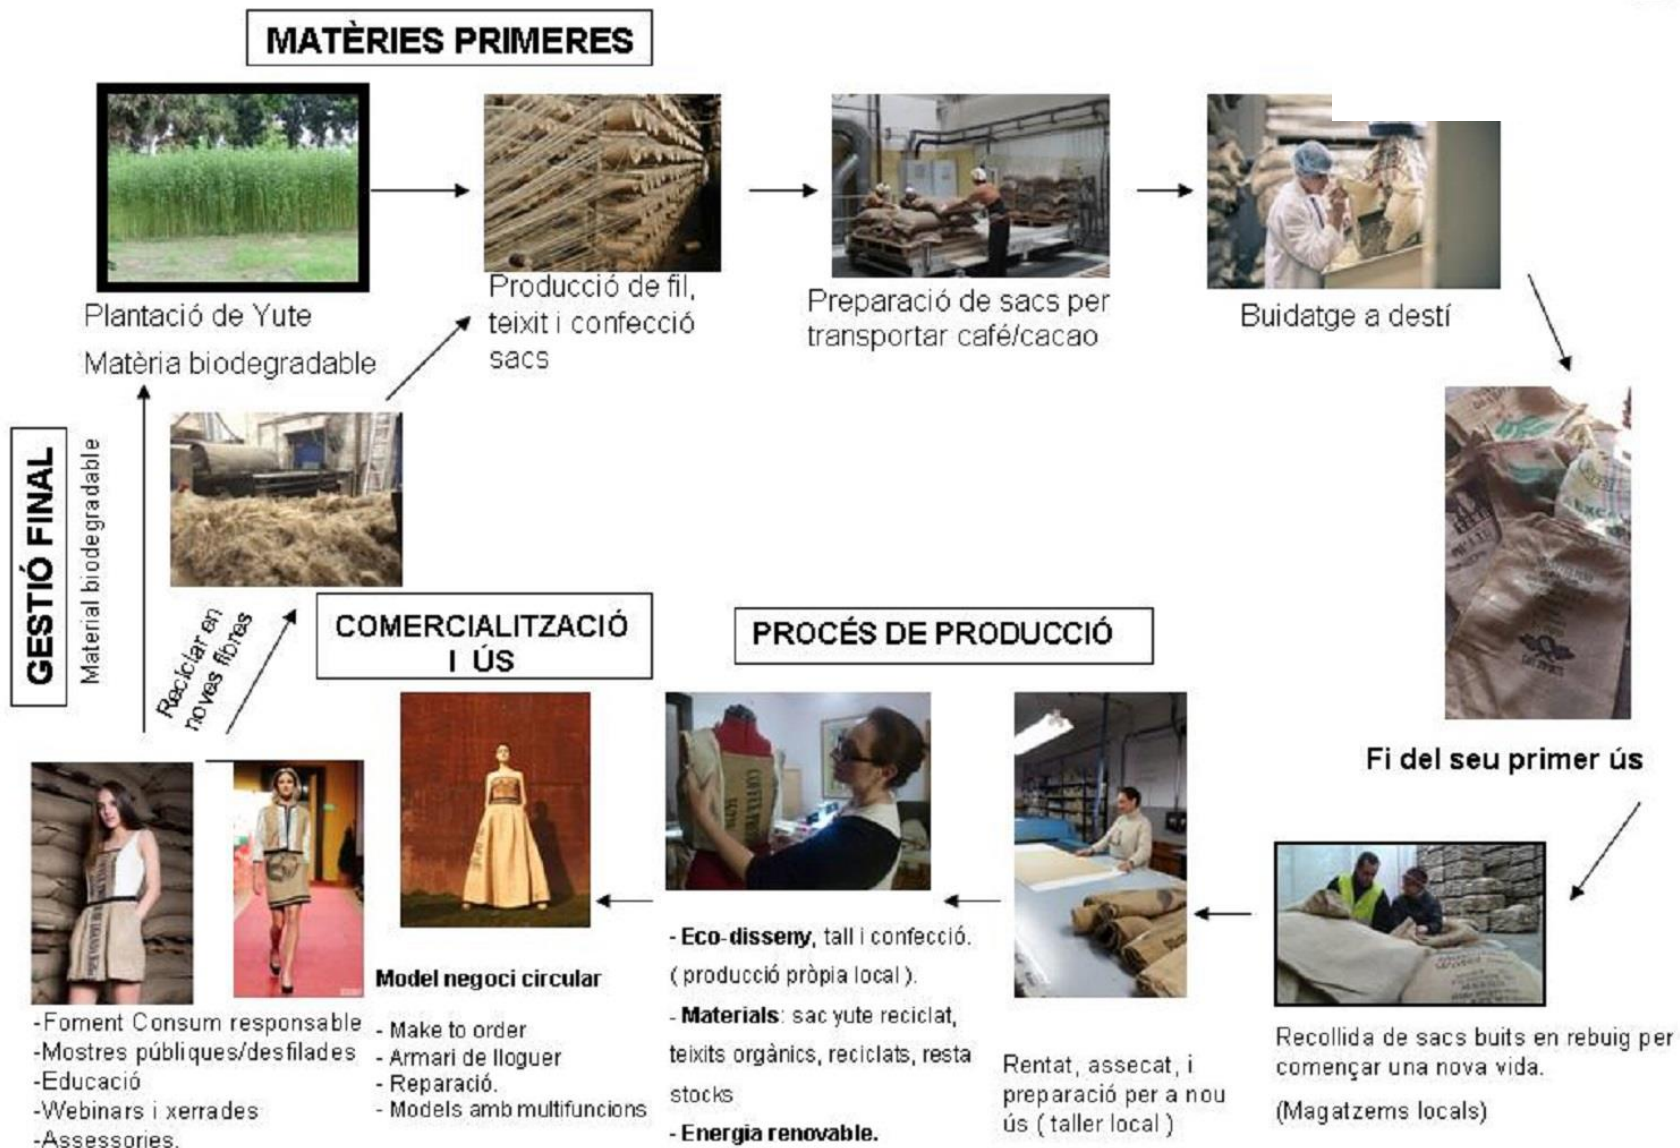 MATÈRIES PRIMERES
Plantació de Yute
Matèria biodegradable
Producció de fil,
teixit i confecció
sacs
Preparació de sacs per
transportar café/cacao
Buidatge a destí
Fi del seu primer ús
Recollida de sacs buits en rebuig per
començar una nova vida.
(Magatzems locals)
Rentat, assecat, i
preparació per a nou
ús ( taller local )
PROCÉS DE PRODUCCIÓ
- Eco-disseny, tall i confecció.
( producció pròpia local ).
- Materials: sac yute reciclat,
teixits orgànics, reciclats, resta
stocks
- Energia renovable.
COMERCIALITZACIÓ
I ÚS
Model negoci circular
- Make to order
- Armari de lloguer
- Reparació.
- Models amb multifuncions
-Foment Consum responsable
-Mostres públiques/desfilades
-Educació
-Webinars i xerrades
-Assessories.
GESTIÓ FINAL
Material biodegradable
Reciclar en
noves fibres